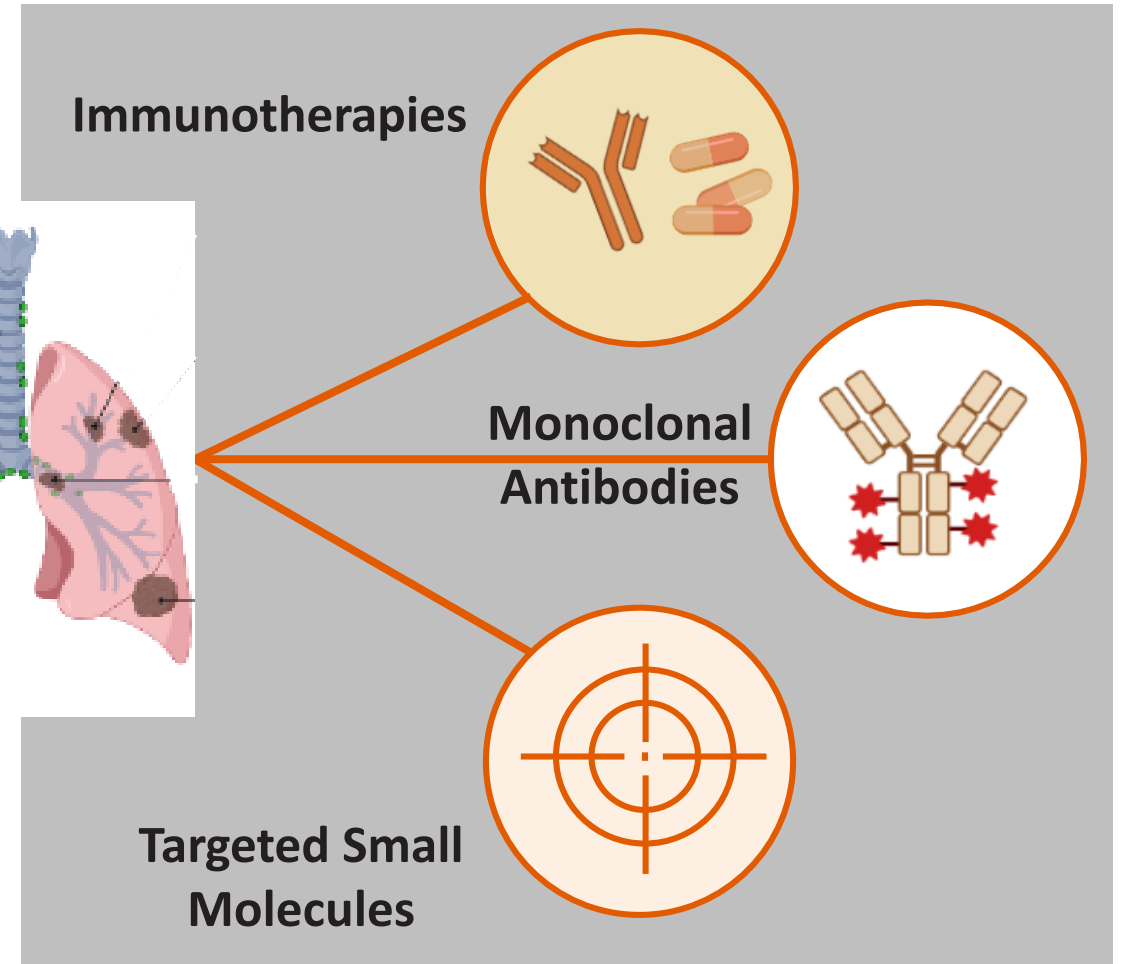 Immunotherapies
Monoclonal
Antibodies
Targeted Small
Molecules